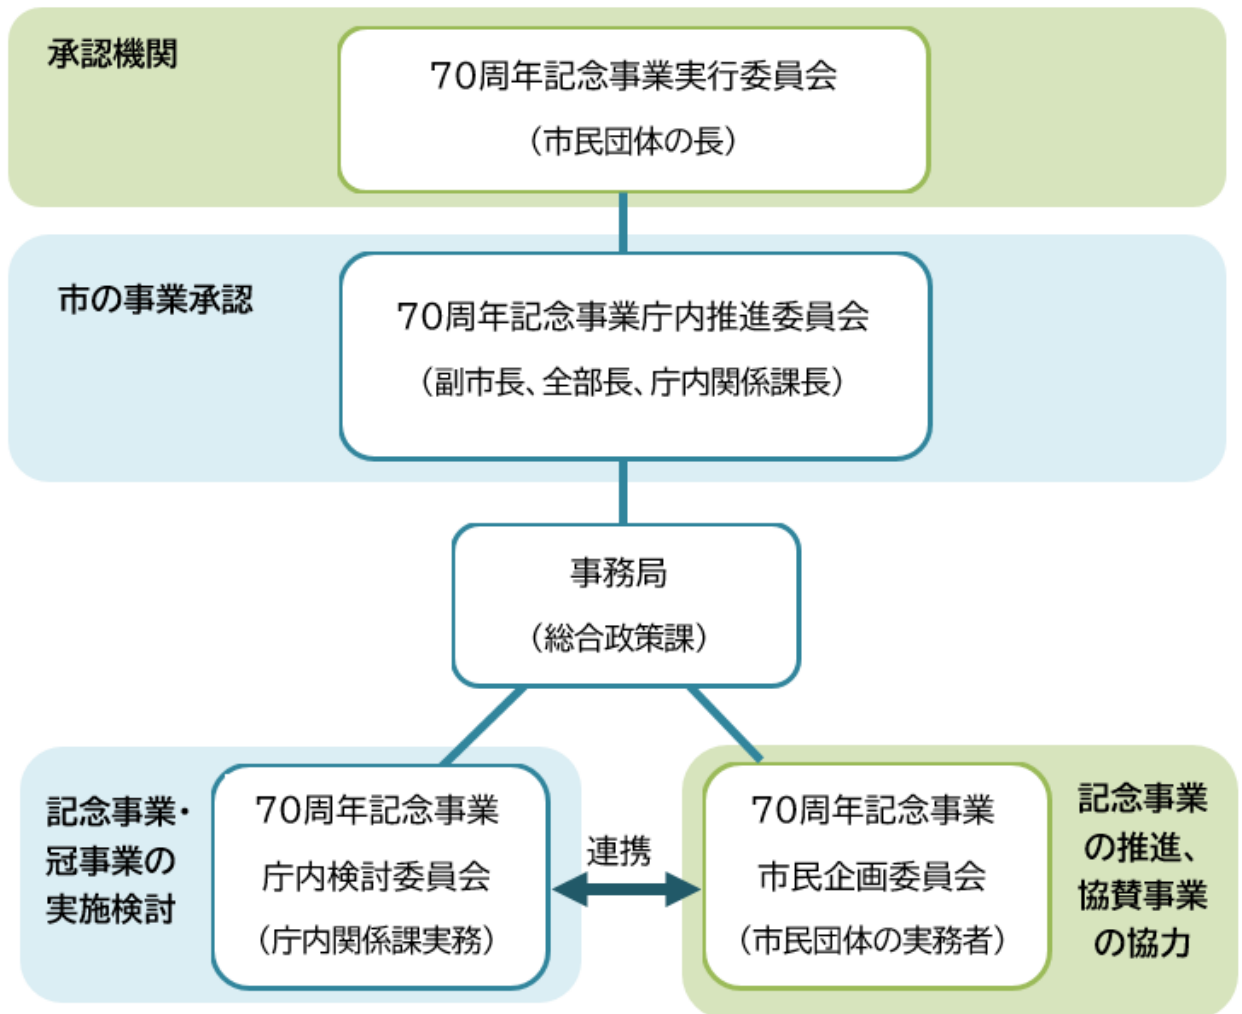 承認機関
70周年記念事業実行委員会
（市民団体の長）
市の事業承認
70周年記念事業庁内推進委員会
（副市長、全部長、庁内関係課長）
事務局
（総合政策課）
記念事業・
冠事業の
実施検討
70周年記念事業
庁内検討委員会
（庁内関係課実務）
連携
70周年記念事業
市民企画委員会
（市民団体の実務者）
記念事業
の推進、
協賛事業
の協力